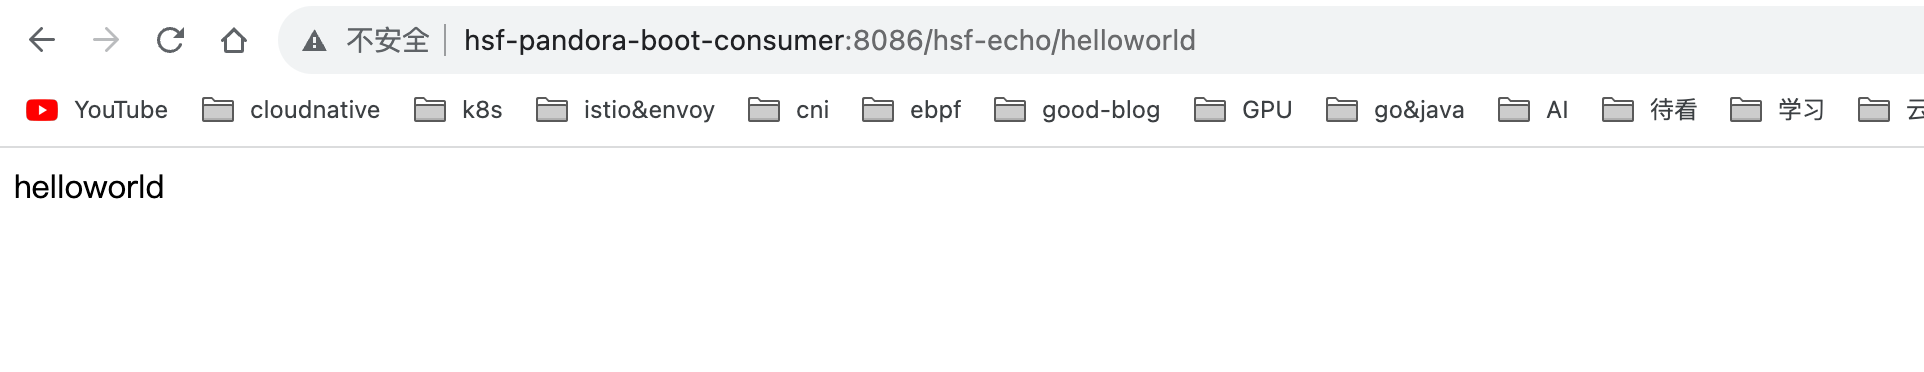 不安全 hsf-pandora-boot-consumer:8086/hsf-echo/helloworld
YouTube cloudnative k8s istio&envoy cni ebpf good-blog GPU go&java AI 待看 学习
helloworld